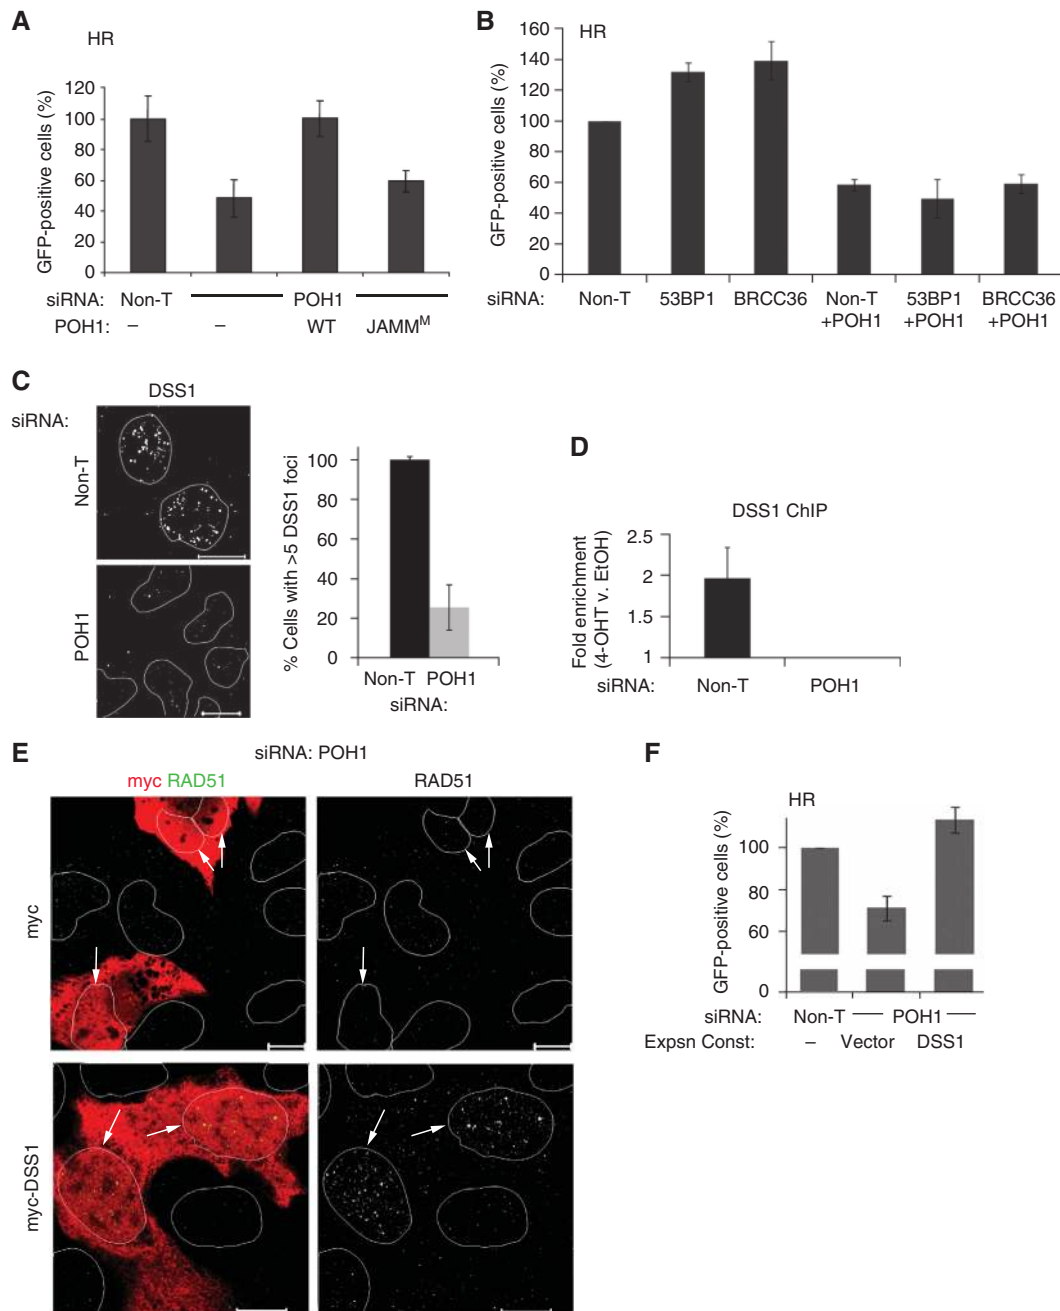 A
HR
GFP-positive cells (%)
120
100
80
60
40
20
0
siRNA: Non-T POH1
POH1: – – WT JAMMᴹ
B
HR
GFP-positive cells (%)
160
140
120
100
80
60
40
20
0
siRNA: Non-T 53BP1 BRCC36 Non-T 53BP1 BRCC36
+POH1 +POH1 +POH1
C
DSS1
siRNA:
Non-T
POH1
% Cells with >5 DSS1 foci
100
80
60
40
20
0
Non-T POH1
siRNA:
D
DSS1 ChIP
Fold enrichment
(4-OHT v. EtOH)
2.5
2
1.5
1
siRNA: Non-T POH1
E
siRNA: POH1
myc RAD51
RAD51
myc
myc-DSS1
F
HR
GFP-positive cells (%)
100
80
60
0
siRNA: Non-T POH1
Expsn Const: – Vector DSS1